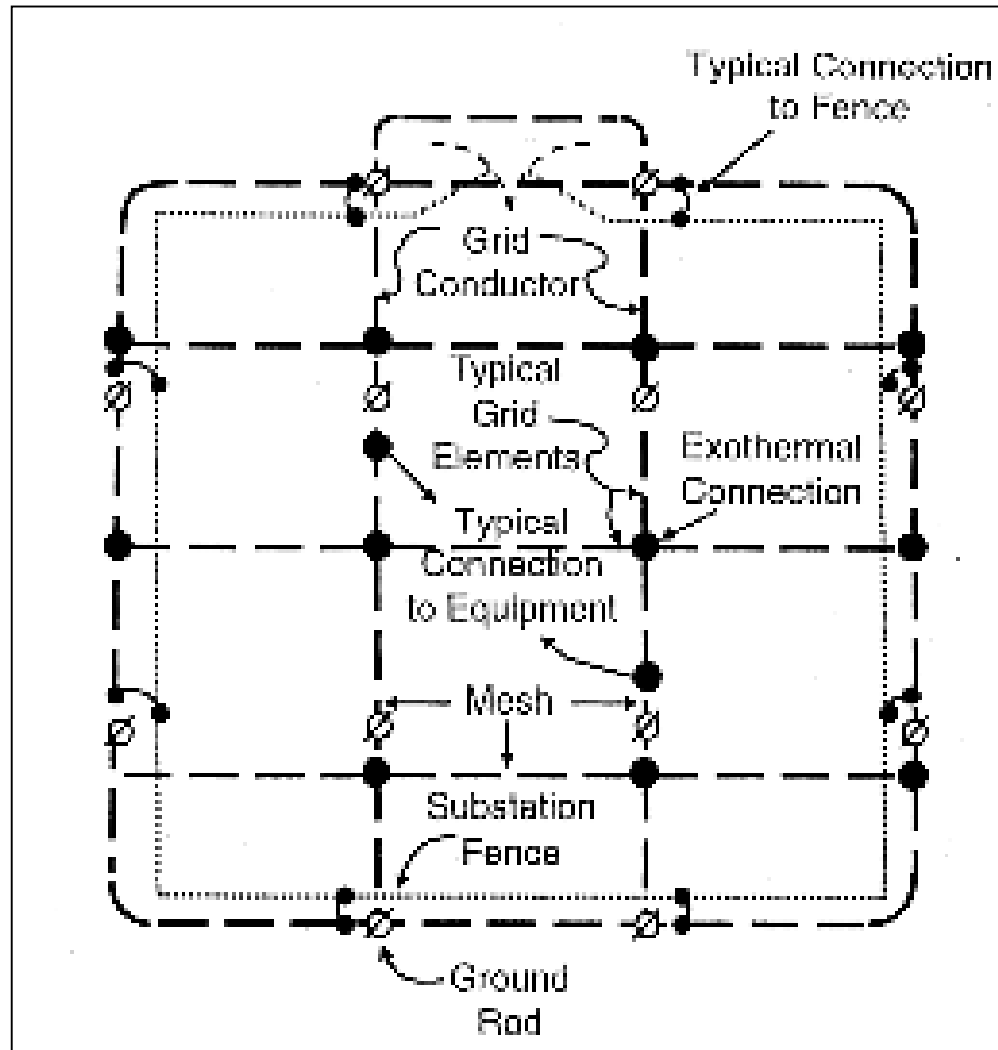 Typical Connection
to Fence
Grid
Conductor
Typical
Grid
Elements
Exothermal
Connection
Typical
Connection
to Equipment
Mesh
Substation
Fence
Ground
Rod